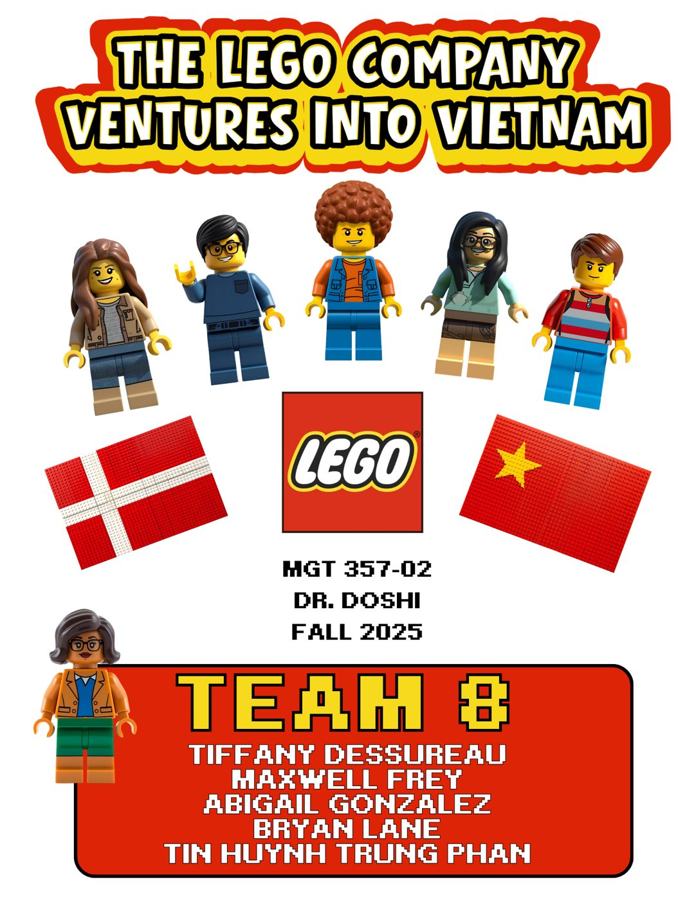 THE LEGO COMPANY
VENTURES INTO VIETNAM
LEGO®
MGT 357-02
DR. DOSHI
FALL 2025
TEAM 8
TIFFANY DESSUREAU
MAXWELL FREY
ABIGAIL GONZALEZ
BRYAN LANE
TIN HUYNH TRUNG PHAN